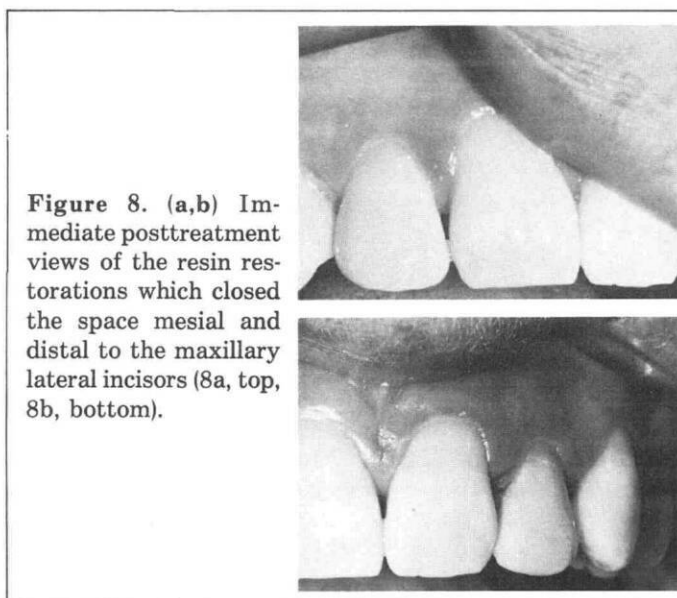 Figure 8. (a,b) Im-
mediate posttreatment
views of the resin res-
torations which closed
the space mesial and
distal to the maxillary
lateral incisors (8a, top,
8b, bottom).